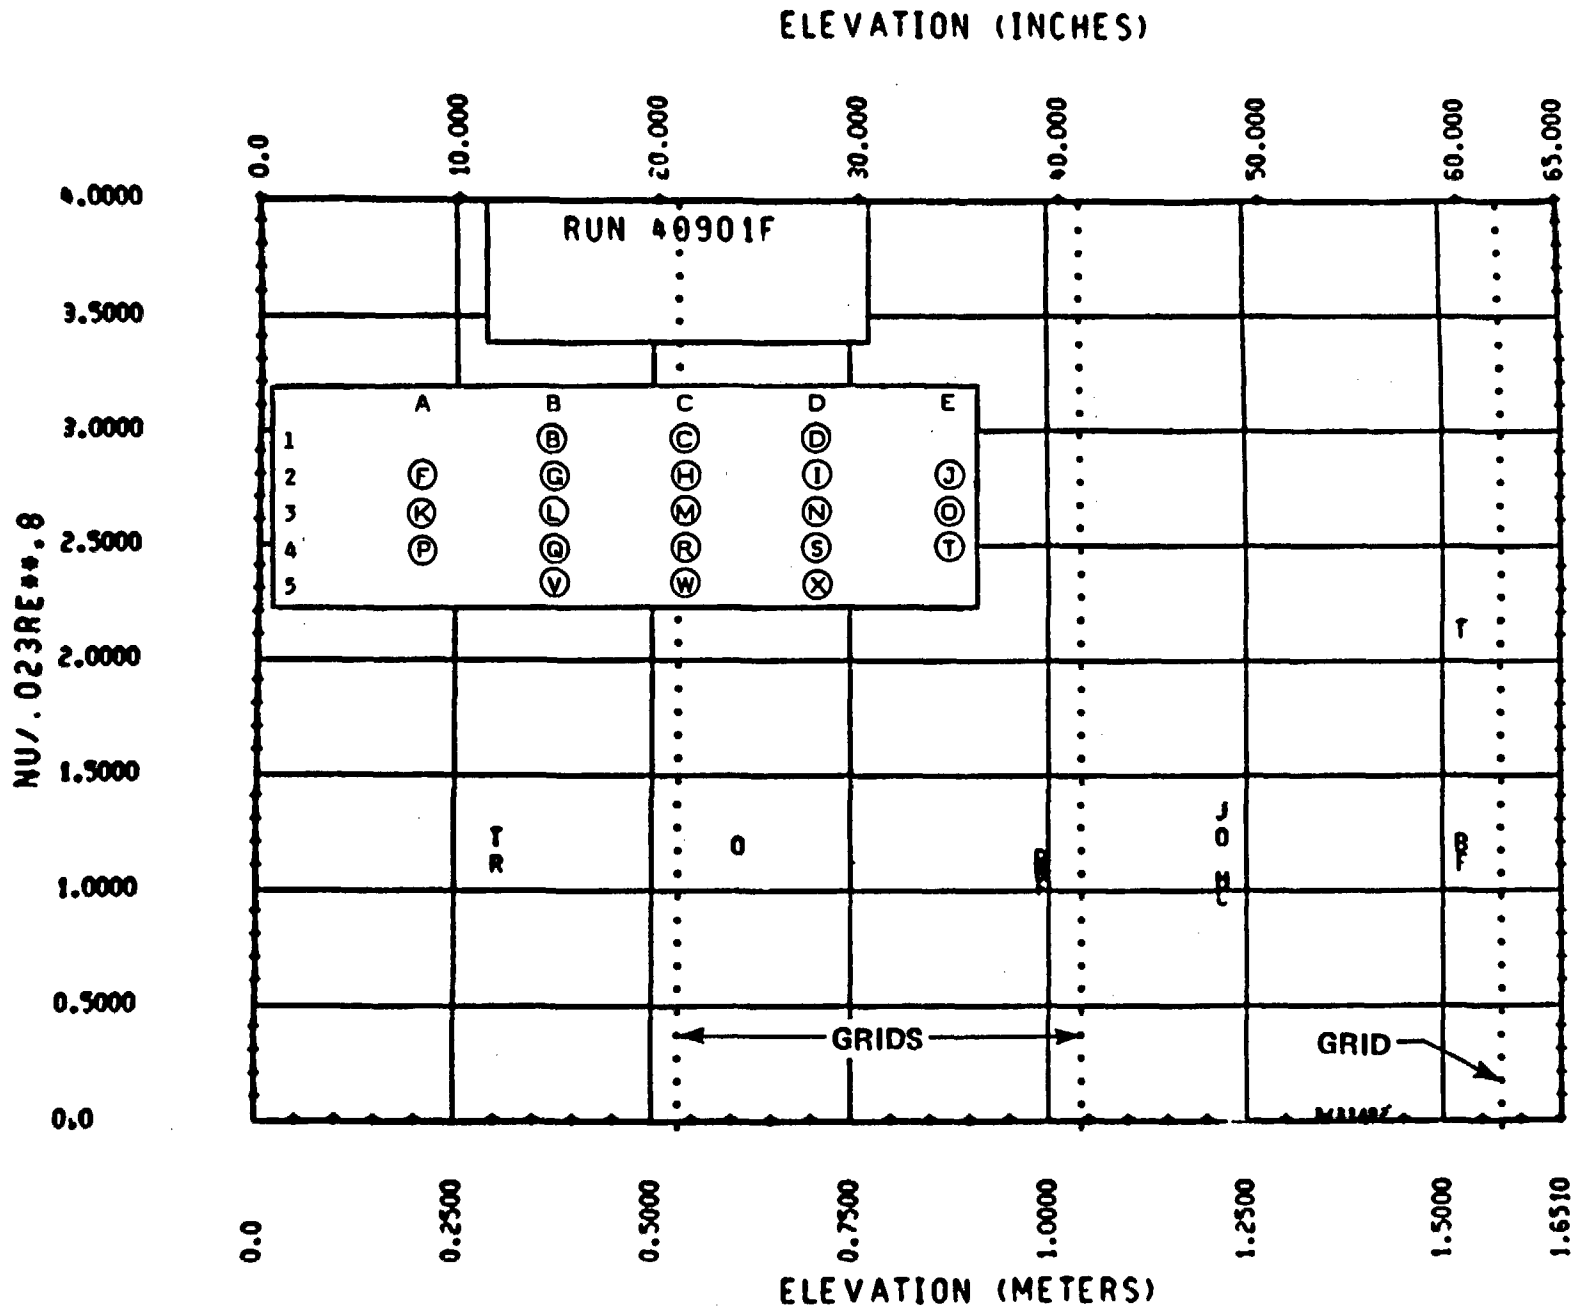 ELEVATION (INCHES)
0.0 10.000 20.000 30.000 40.000 50.000 60.000 65.000
4.0000
RUN 40901F
3.5000
A B C D E
3.0000
1 B C D
2 F G H I J
3 K L M N O
2.5000
4 P Q R S T
5 V W X
NU/.023RE**.8
T
2.0000
1.5000
J
T O
O
R
1.0000
H
L
0.5000
GRIDS
GRID
0.0
0.0 0.2500 0.5000 0.7500 1.0000 1.2500 1.5000 1.6510
ELEVATION (METERS)